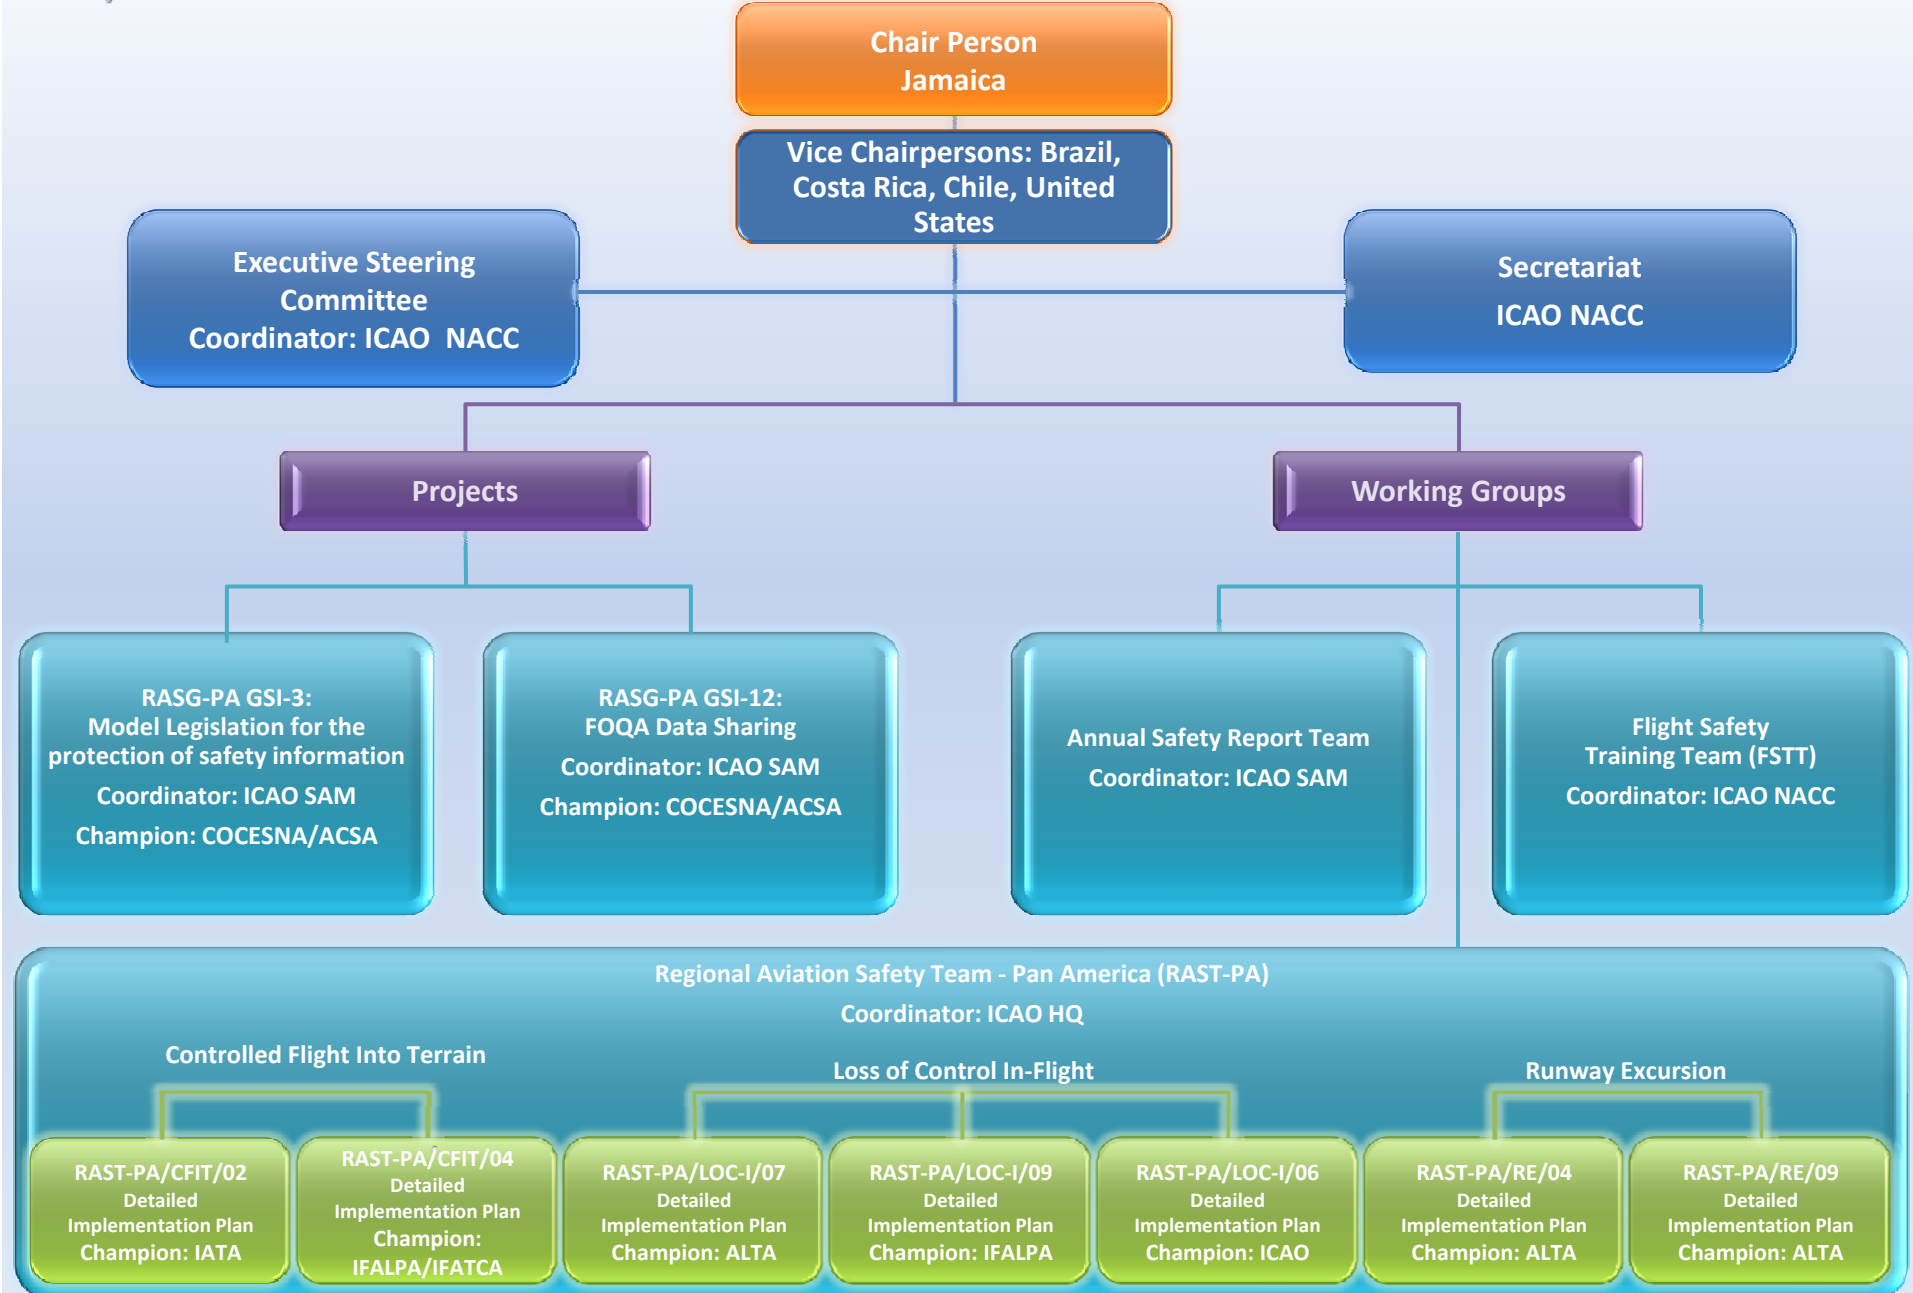 Chair Person
Jamaica
Vice Chairpersons: Brazil,
Costa Rica, Chile, United
States
Executive Steering
Committee
Coordinator: ICAO NACC
Secretariat
ICAO NACC
Projects
Working Groups
RASG-PA GSI-3:
Model Legislation for the
protection of safety information
Coordinator: ICAO SAM
Champion: COCESNA/ACSA
RASG-PA GSI-12:
FOQA Data Sharing
Coordinator: ICAO SAM
Champion: COCESNA/ACSA
Annual Safety Report Team
Coordinator: ICAO SAM
Flight Safety
Training Team (FSTT)
Coordinator: ICAO NACC
Regional Aviation Safety Team - Pan America (RAST-PA)
Coordinator: ICAO HQ
Controlled Flight Into Terrain
Loss of Control In-Flight
Runway Excursion
RAST-PA/CFIT/02
Detailed
Implementation Plan
Champion: IATA
RAST-PA/CFIT/04
Detailed
Implementation Plan
Champion:
IFALPA/IFATCA
RAST-PA/LOC-I/07
Detailed
Implementation Plan
Champion: ALTA
RAST-PA/LOC-I/09
Detailed
Implementation Plan
Champion: IFALPA
RAST-PA/LOC-I/06
Detailed
Implementation Plan
Champion: ICAO
RAST-PA/RE/04
Detailed
Implementation Plan
Champion: ALTA
RAST-PA/RE/09
Detailed
Implementation Plan
Champion: ALTA